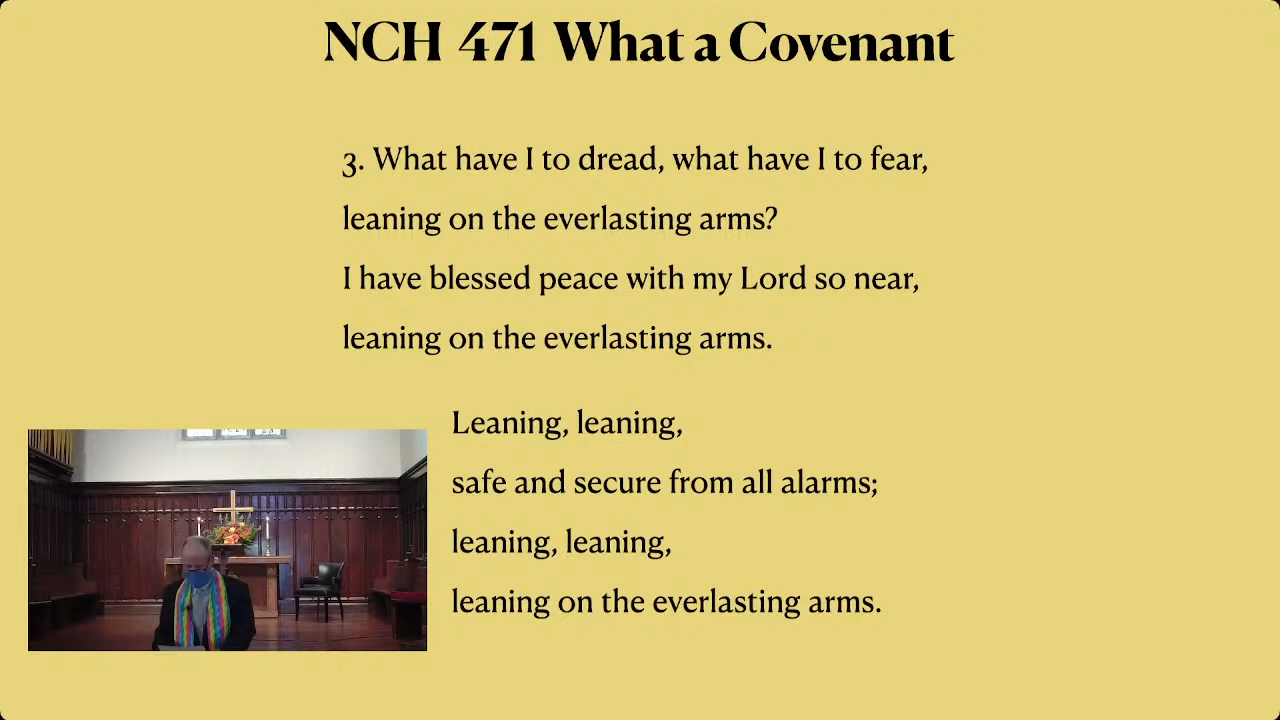 NCH 471 What a Covenant
3. What have I to dread, what have I to fear,
leaning on the everlasting arms?
I have blessed peace with my Lord so near,
leaning on the everlasting arms.
Leaning, leaning,
safe and secure from all alarms;
leaning, leaning,
leaning on the everlasting arms.